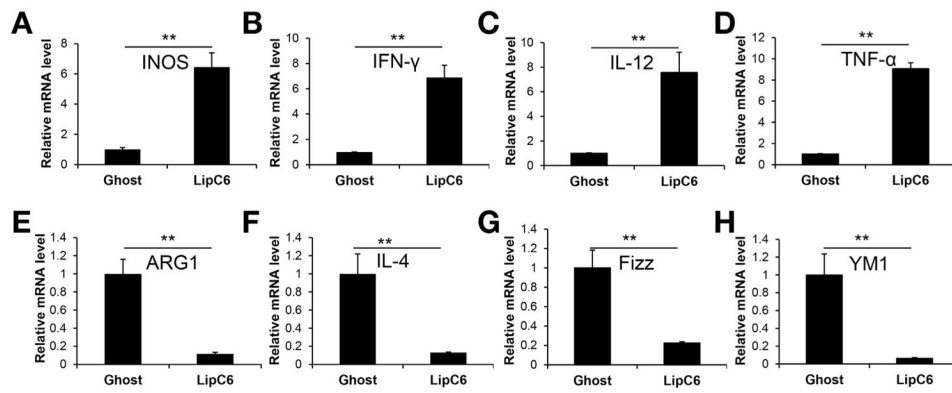 A
Relative mRNA level
8
6
4
2
0
**
INOS
Ghost LipC6
B
Relative mRNA level
10
8
6
4
2
0
**
IFN-γ
Ghost LipC6
C
Relative mRNA level
12
10
8
6
4
2
0
**
IL-12
Ghost LipC6
D
Relative mRNA level
12
10
8
6
4
2
0
**
TNF-α
Ghost LipC6
E
Relative mRNA level
1.4
1.2
1
0.8
0.6
0.4
0.2
0
**
ARG1
Ghost LipC6
F
Relative mRNA level
1.4
1.2
1
0.8
0.6
0.4
0.2
0
**
IL-4
Ghost LipC6
G
Relative mRNA level
1.4
1.2
1
0.8
0.6
0.4
0.2
0
**
Fizz
Ghost LipC6
H
Relative mRNA level
1.4
1.2
1
0.8
0.6
0.4
0.2
0
**
YM1
Ghost LipC6